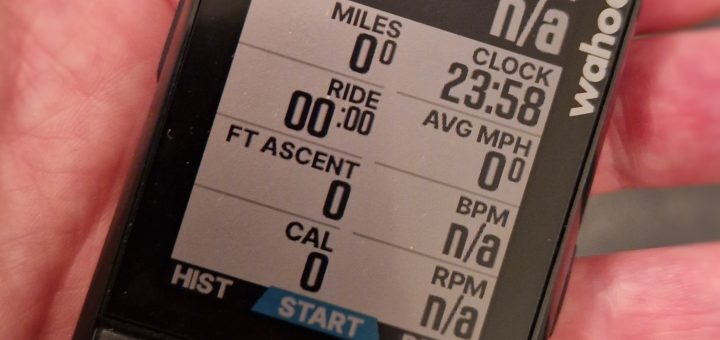 n/a
wahoo
MILES
0⁰
CLOCK
23:58
RIDE
00:00
AVG MPH
0⁰
FT ASCENT
0
BPM
n/a
CAL
0
RPM
n/a
HIST
START